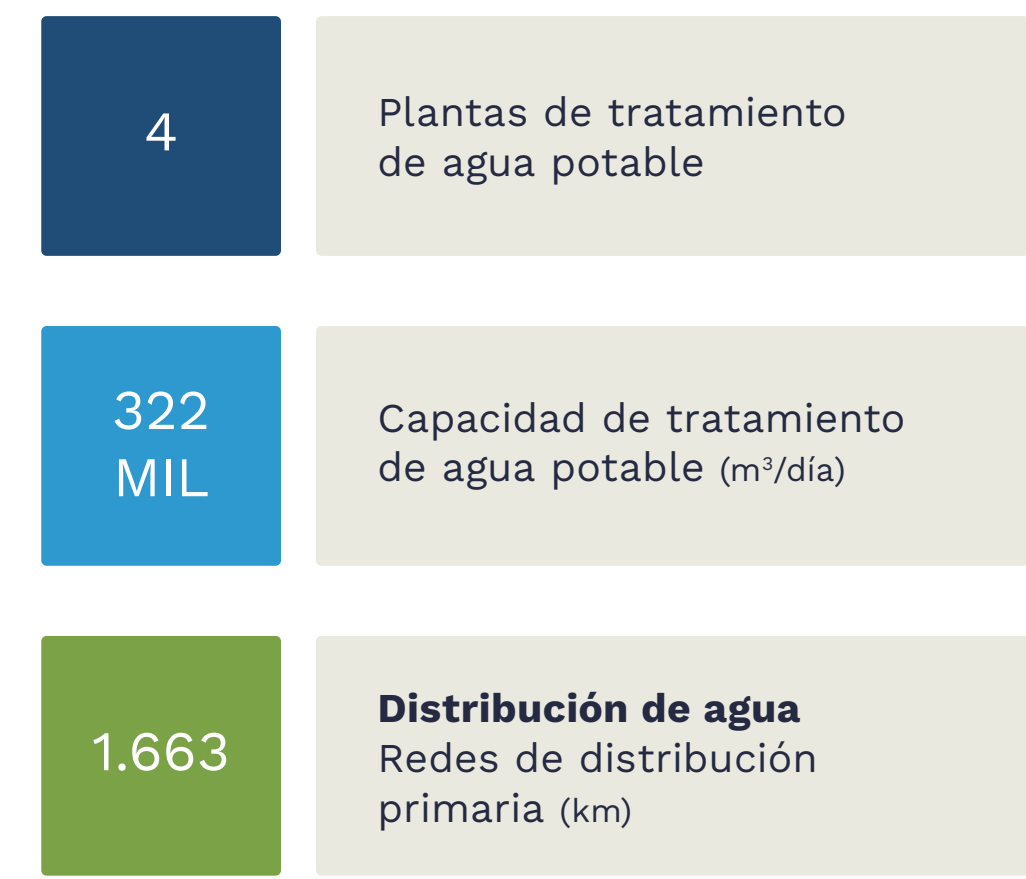 4
Plantas de tratamiento
de agua potable
322
MIL
Capacidad de tratamiento
de agua potable (m³/día)
1.663
Distribución de agua
Redes de distribución
primaria (km)